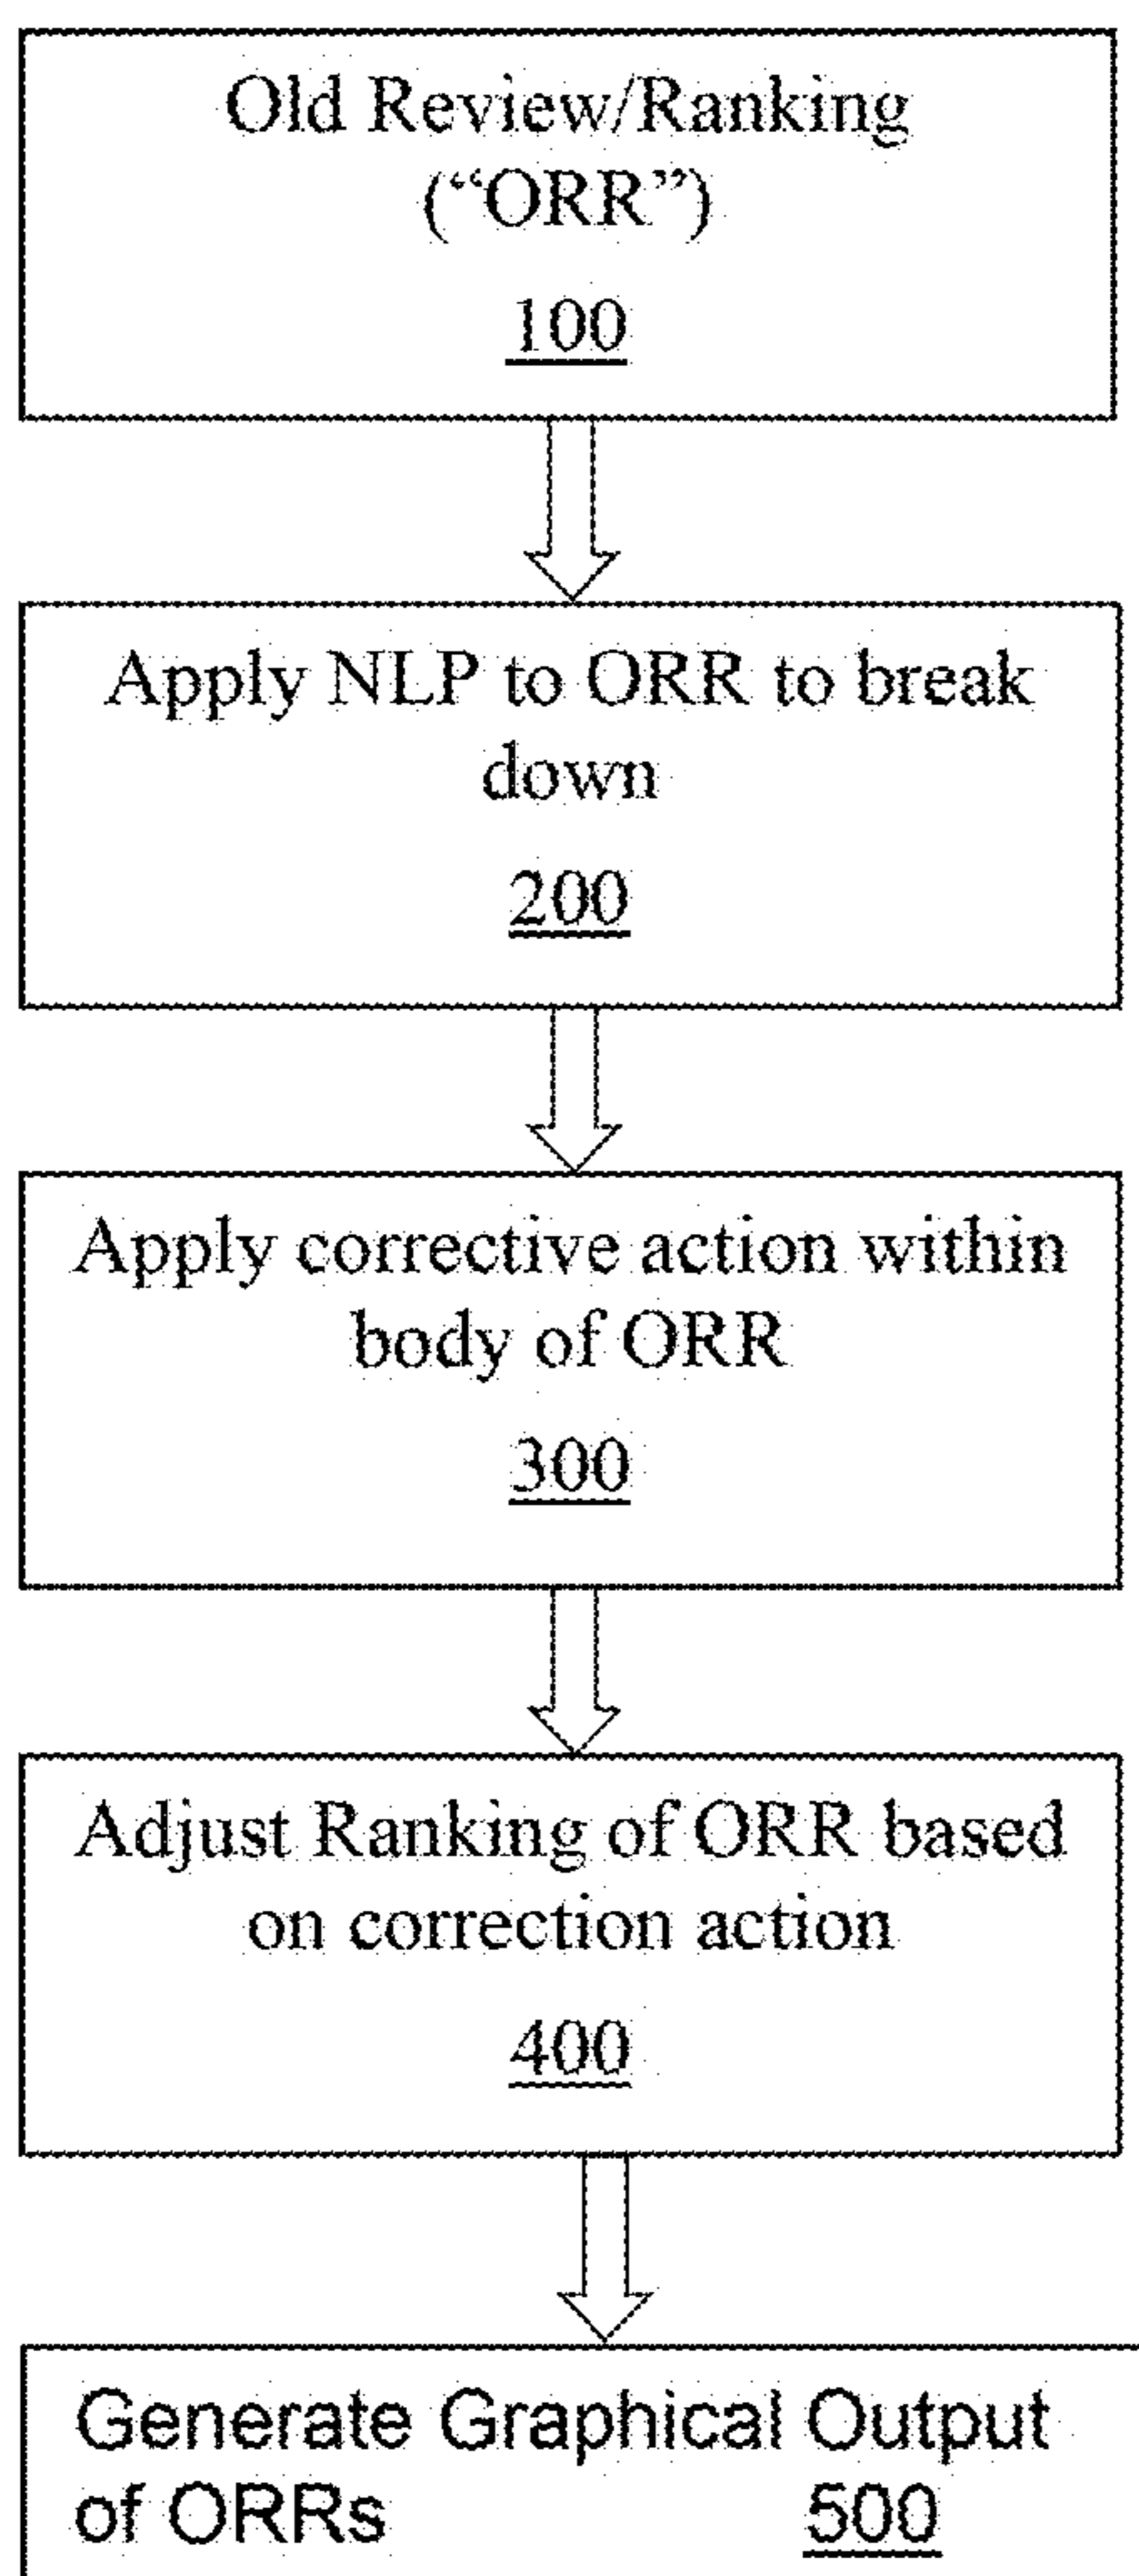 Old Review/Ranking
(“ORR”)
100
Apply NLP to ORR to break
down
200
Apply corrective action within
body of ORR
300
Adjust Ranking of ORR based
on correction action
400
Generate Graphical Output
of ORRs 500